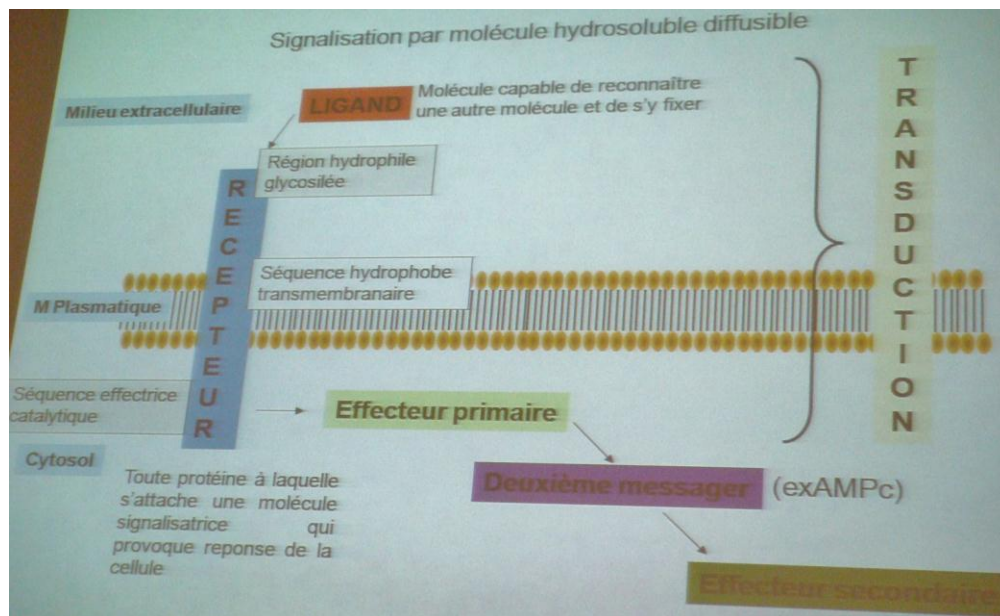 Signalisation par molécule hydrosoluble diffusible
Milieu extracellulaire
LIGAND
Molécule capable de reconnaître
une autre molécule et de s'y fixer
Région hydrophile
glycosilée
RECEPTEUR
Séquence hydrophobe
transmembranaire
M Plasmatique
Séquence effectrice
catalytique
Effecteur primaire
Cytosol
Toute protéine à laquelle
s'attache une molécule
signalisatrice qui
provoque reponse de la
cellule
Deuxième messager (exAMPc)
Effecteur secondaire
TRANSDUCTION